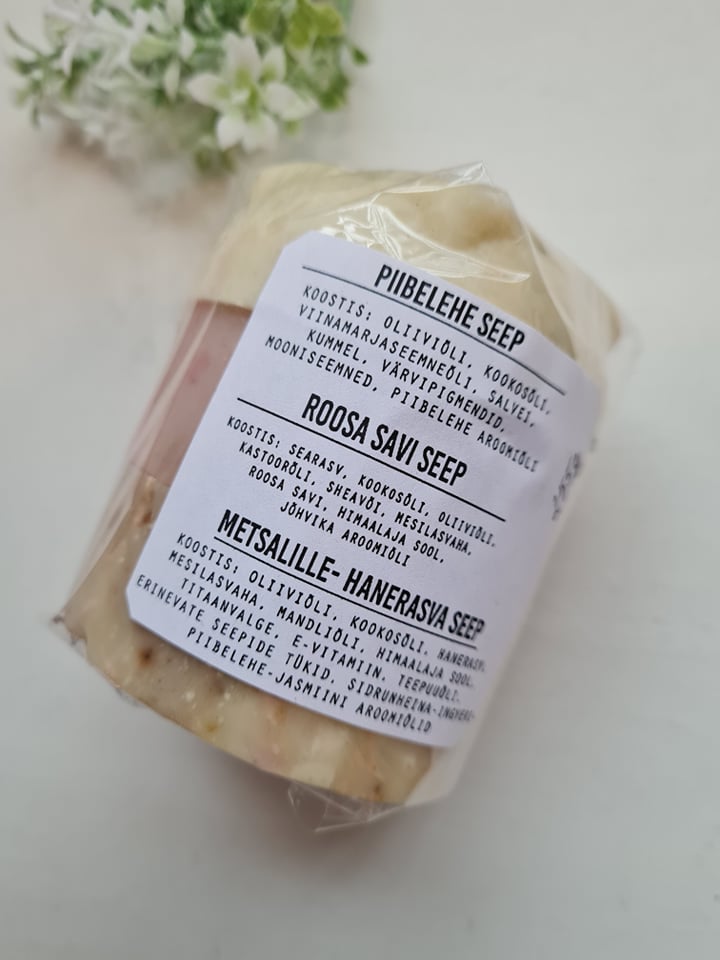 PIIBELEHE SEEP
KOOSTIS: OLIIVIÕLI, KOOKOSÕLI,
VIINAMARJASEEMNEÕLI, SALVEI,
KUMMEL, VÄRVIPIGMENDID,
MOONISEEMNED, PIIBELEHE AROOMIÕLI
ROOSA SAVI SEEP
KOOSTIS: SEARASV, KOOKOSÕLI, OLIIVIÕLI,
KASTOORÕLI, SHEAVÕI, MESILASVAHA,
ROOSA SAVI, HIMAALAJA SOOL,
JÕHVIKA AROOMIÕLI
METSALILLE- HANERASVA SEEP
KOOSTIS: OLIIVIÕLI, KOOKOSÕLI, HANERASV,
MESILASVAHA, MANDLIÕLI, HIMAALAJA SOOL,
TITAANVALGE, E-VITAMIIN, TEEPUUÕLI,
ERINEVATE SEEPIDE TÜKID, SIDRUNHEINA-INGVERI-
PIIBELEHE-JASMIINI AROOMIÕLID